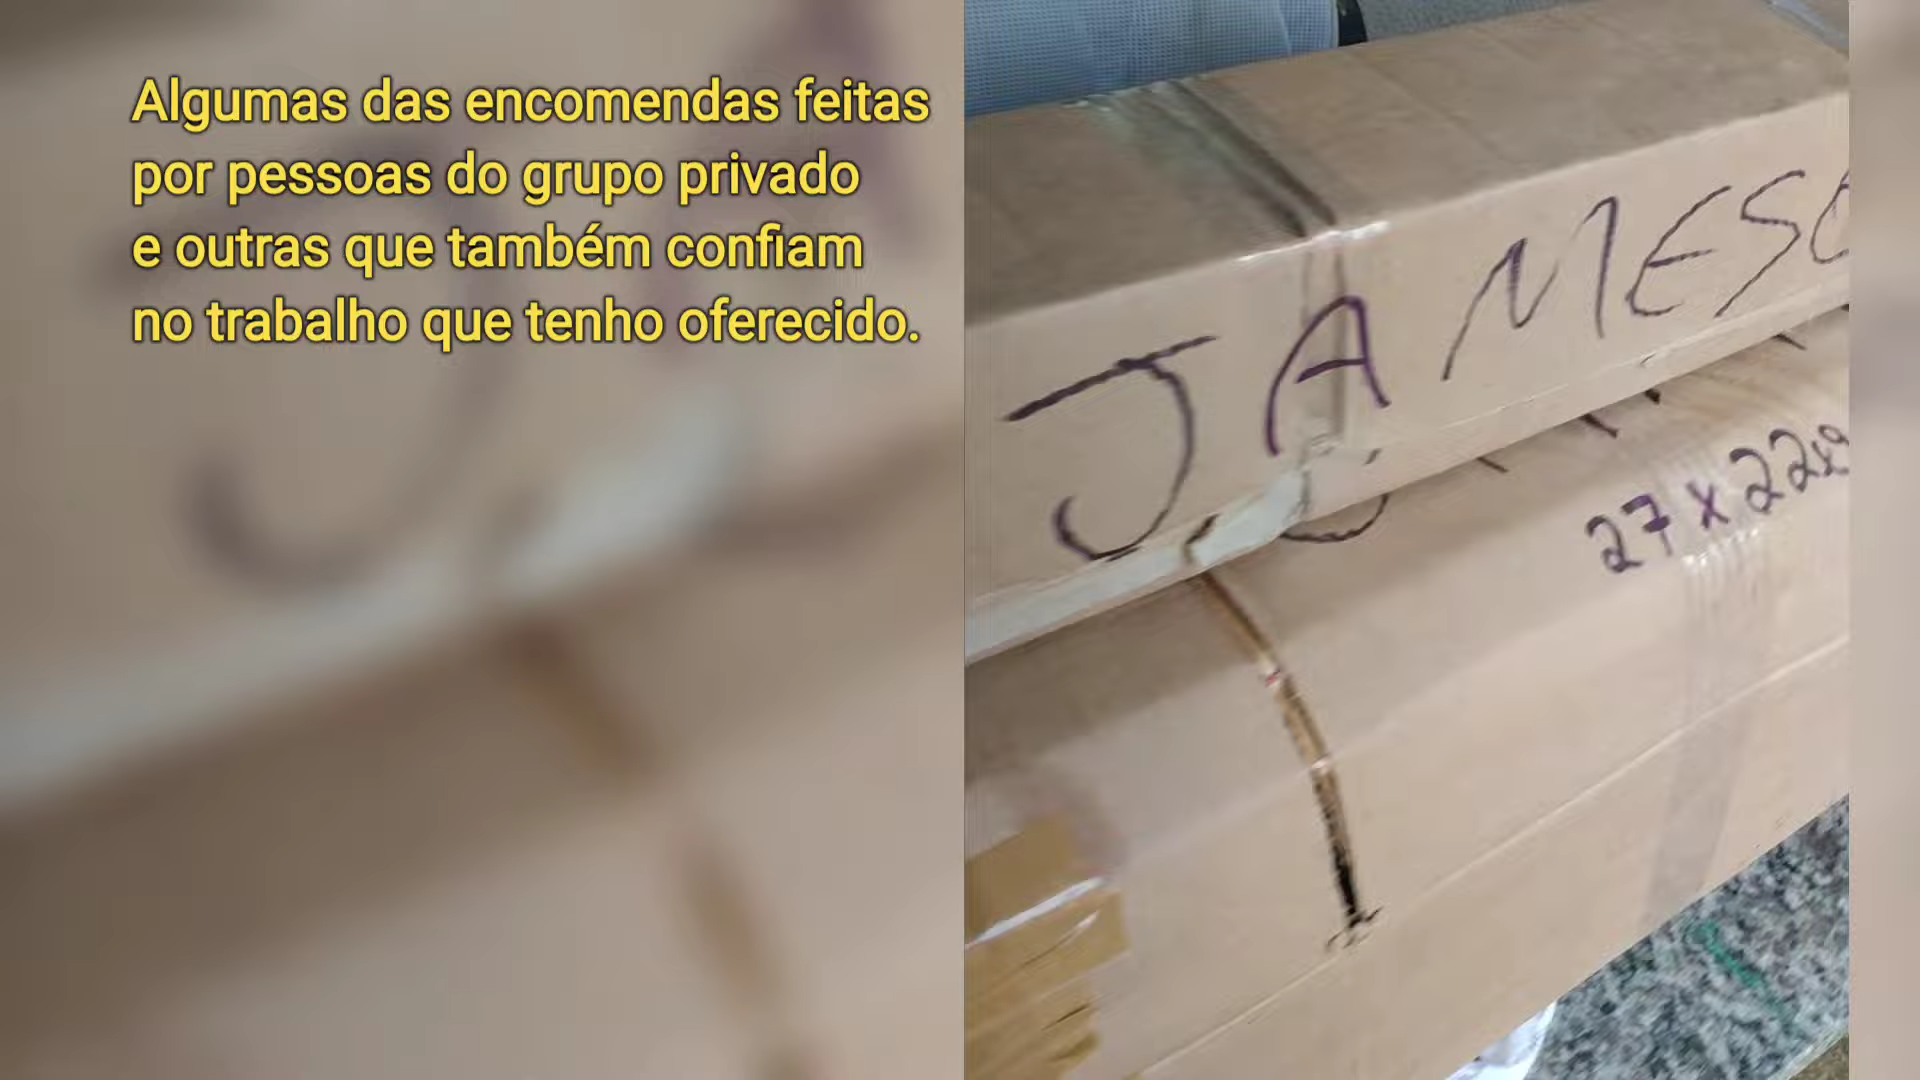 Algumas das encomendas feitas
por pessoas do grupo privado
e outras que também confiam
no trabalho que tenho oferecido.
JAMES
27 x 22